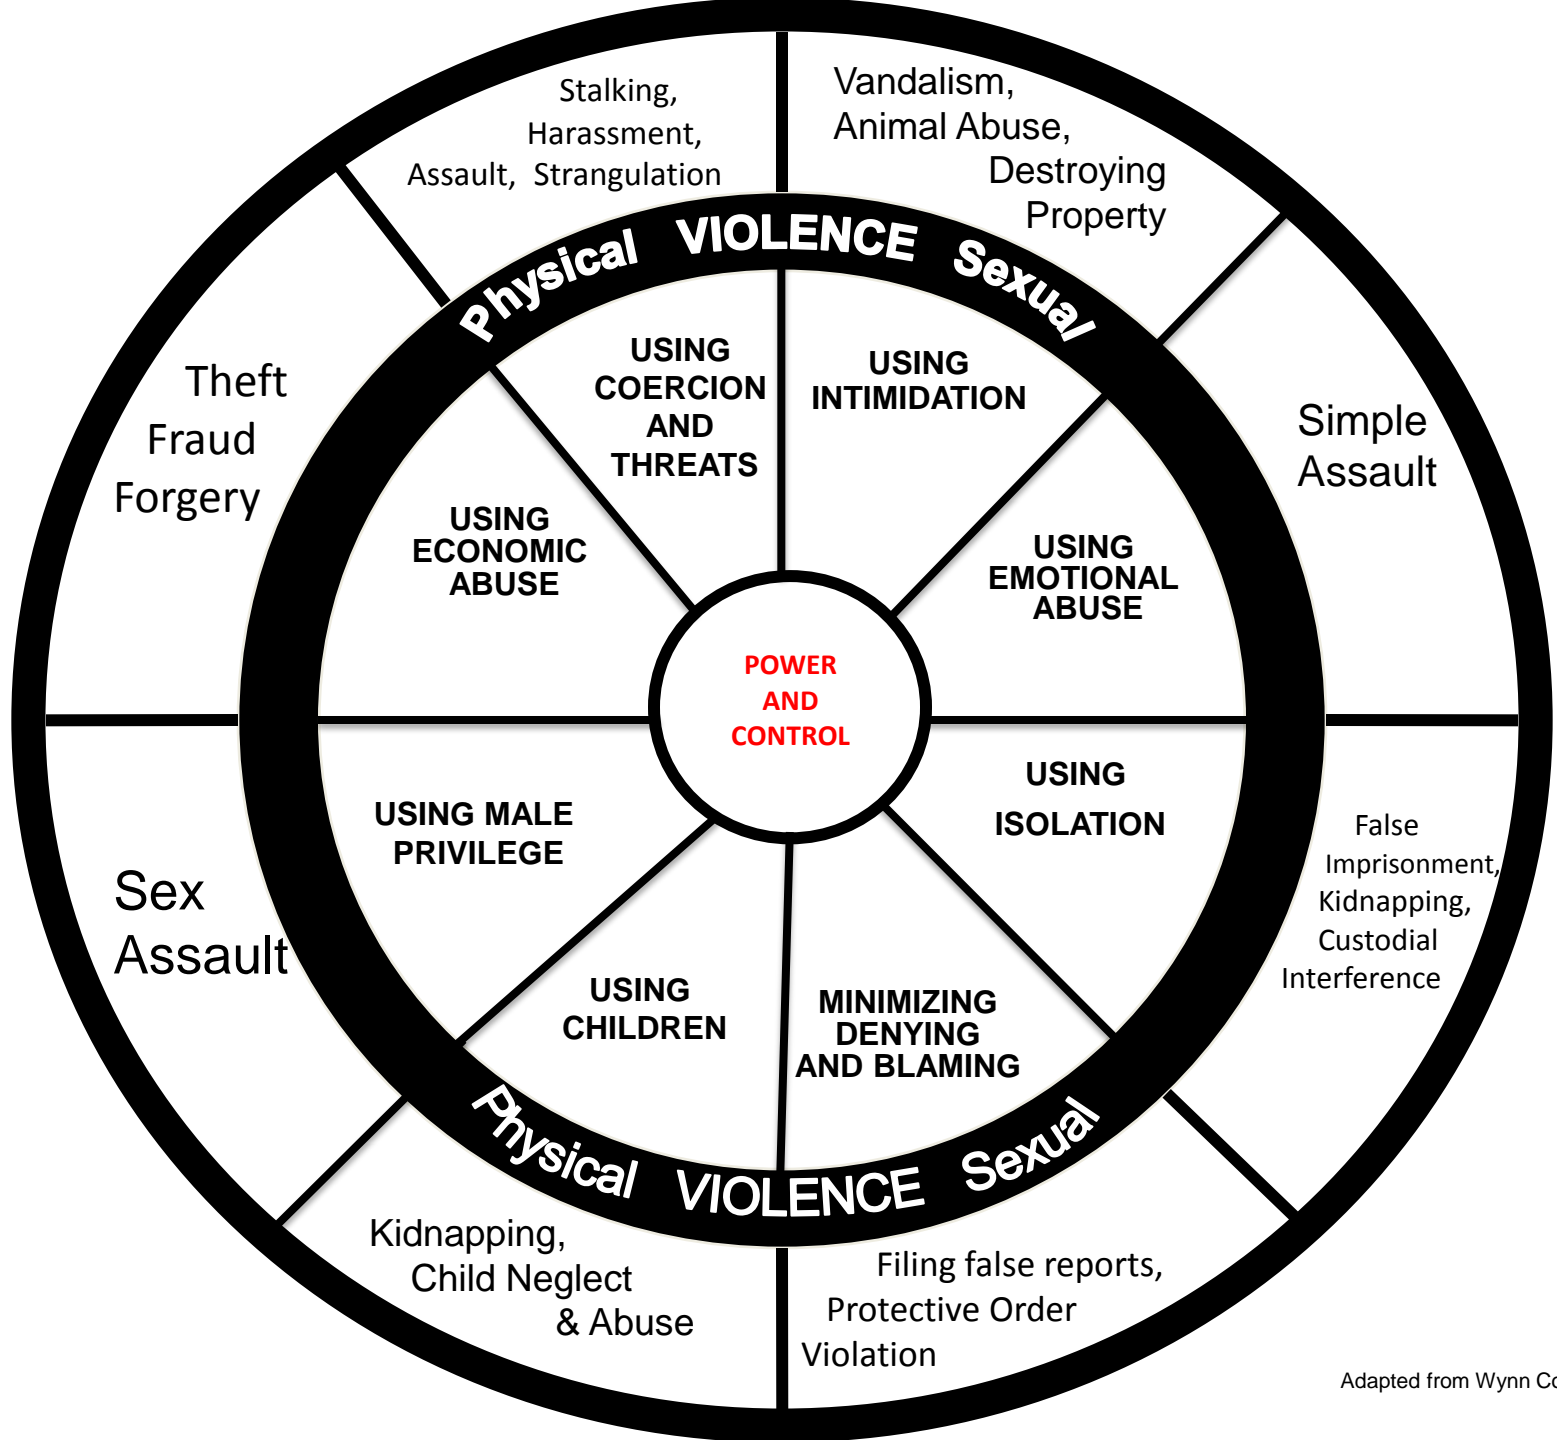 Stalking,
Harassment,
Assault, Strangulation
Vandalism,
Animal Abuse,
Destroying
Property
Physical VIOLENCE Sexual
USING
COERCION
AND
THREATS
USING
INTIMIDATION
Theft
Fraud
Forgery
Simple
Assault
USING
ECONOMIC
ABUSE
USING
EMOTIONAL
ABUSE
POWER
AND
CONTROL
USING MALE
PRIVILEGE
USING
ISOLATION
Sex
Assault
False
Imprisonment,
Kidnapping,
Custodial
Interference
USING
CHILDREN
MINIMIZING
DENYING
AND BLAMING
Physical VIOLENCE Sexual
Kidnapping,
Child Neglect
& Abuse
Filing false reports,
Protective Order
Violation
Adapted from Wynn